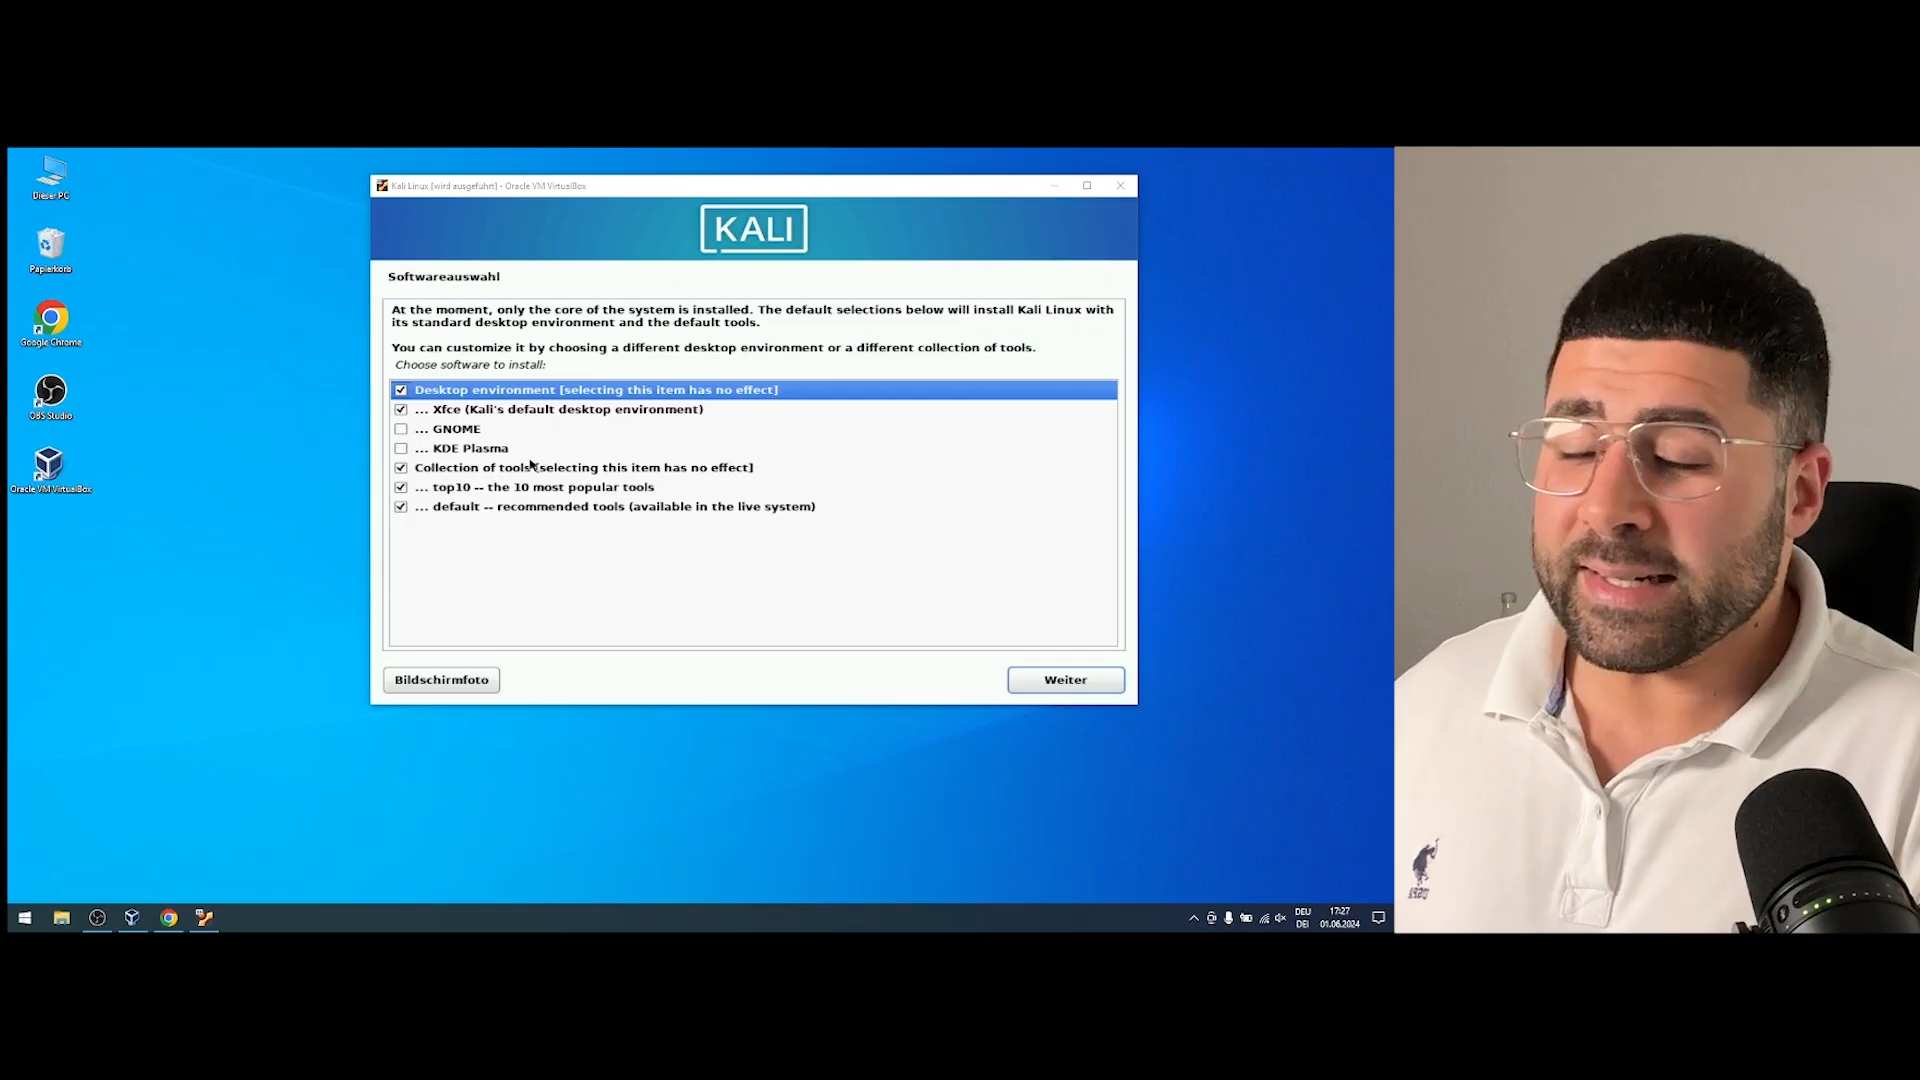 Dieser PC
Papierkorb
Google Chrome
OBS Studio
Oracle VM VirtualBox
Kali Linux [wird ausgeführt] - Oracle VM VirtualBox
KALI
Softwareauswahl
At the moment, only the core of the system is installed. The default selections below will install Kali Linux with
its standard desktop environment and the default tools.
You can customize it by choosing a different desktop environment or a different collection of tools.
Choose software to install:
Desktop environment [selecting this item has no effect]
... Xfce (Kali's default desktop environment)
... GNOME
... KDE Plasma
Collection of tools [selecting this item has no effect]
... top10 -- the 10 most popular tools
... default -- recommended tools (available in the live system)
Bildschirmfoto
Weiter
DEU
DEI
17:27
01.06.2024